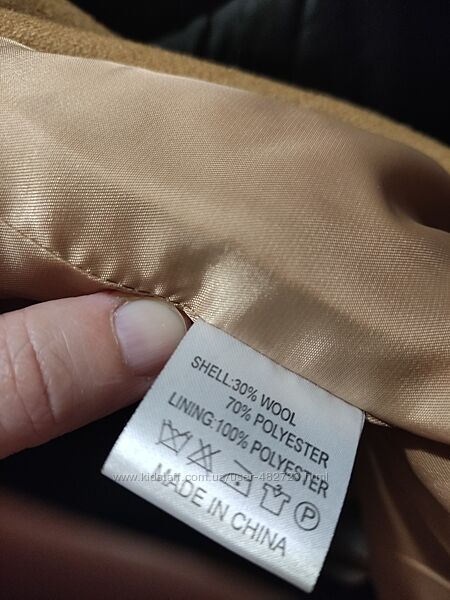 SHELL:30% WOOL
70% POLYESTER
LINING:100% POLYESTER
P
MADE IN CHINA